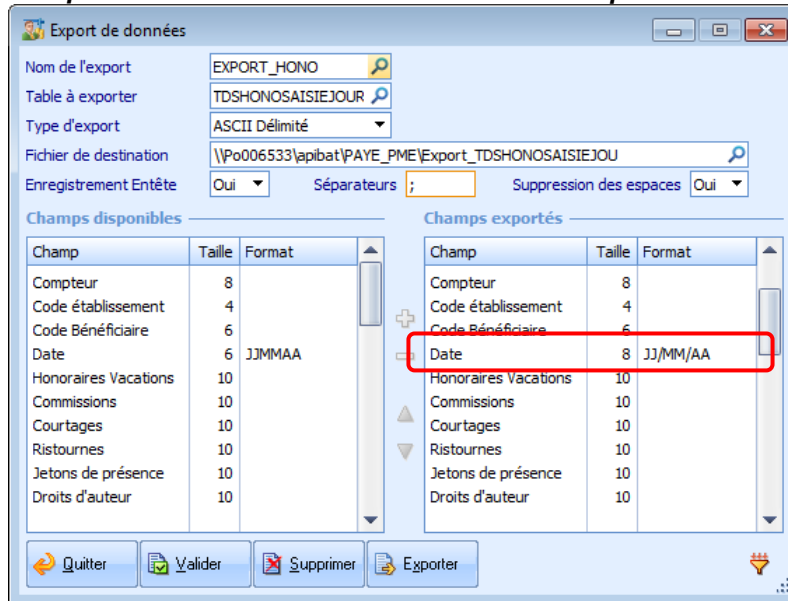 Export de données
Nom de l'export EXPORT_HONO
Table à exporter TDSHONOSAISIEJOUR
Type d'export ASCII Délimité
Fichier de destination \\Po006533\apibat\PAYE_PME\Export_TDSHONOSAISIEJOU
Enregistrement Entête Oui Séparateurs ; Suppression des espaces Oui
Champs disponibles Champs exportés
Champ Taille Format Champ Taille Format
Compteur 8 Compteur 8
Code établissement 4 Code établissement 4
Code Bénéficiaire 6 Code Bénéficiaire 6
Date 6 JJMMAA Date 8 JJ/MM/AA
Honoraires Vacations 10 Honoraires Vacations 10
Commissions 10 Commissions 10
Courtages 10 Courtages 10
Ristournes 10 Ristournes 10
Jetons de présence 10 Jetons de présence 10
Droits d'auteur 10 Droits d'auteur 10
Quitter Valider Supprimer Exporter